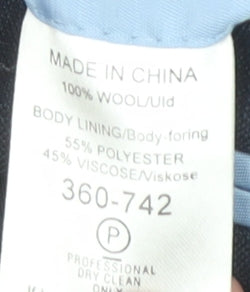 MADE IN CHINA
100% WOOL/Uld
BODY LINING/Body-foring
55% POLYESTER
45% VISCOSE/Viskose
360-742
P
PROFESSIONAL
DRY CLEAN
ONLY